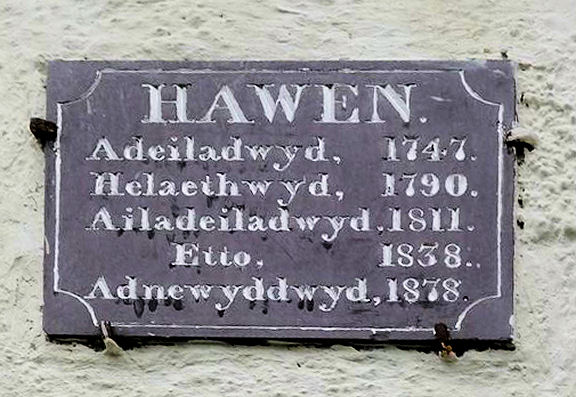 HAWEN.
Adeiladwyd, 1747.
Helaethwyd, 1790.
Ailadeiladwyd. 1811.
Etto, 1838.
Adnewyddwyd, 1878.